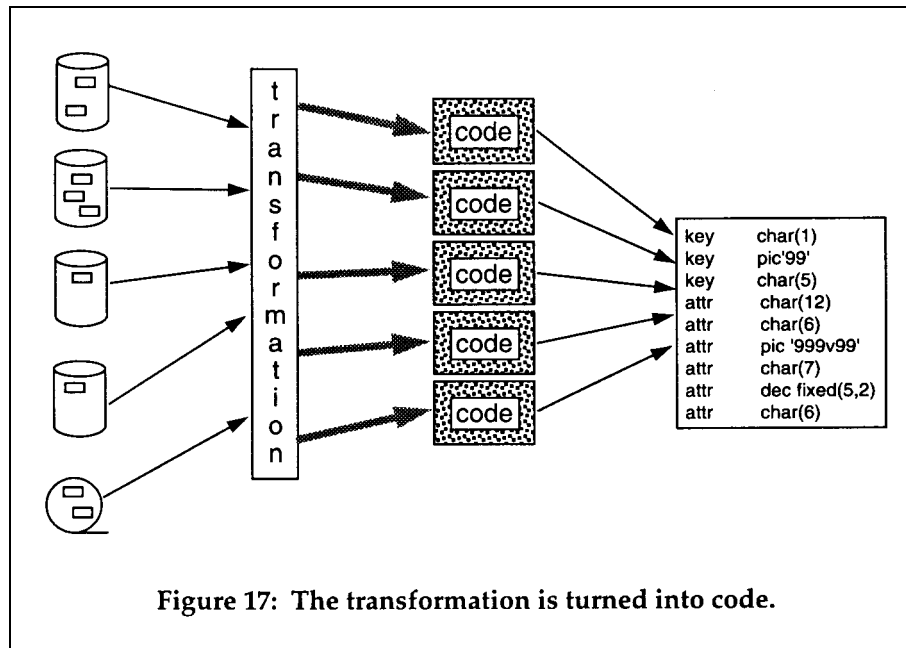 transformation
code
code
code
code
code
key char(1)
key pic'99'
key char(5)
attr char(12)
attr char(6)
attr pic '999v99'
attr char(7)
attr dec fixed(5,2)
attr char(6)
Figure 17: The transformation is turned into code.